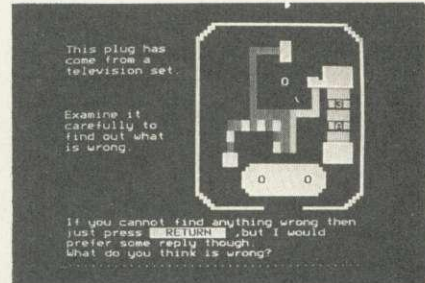 This plug has
come from a
television set.
Examine it
carefully to
find out what
is wrong.
If you cannot find anything wrong then
just press RETURN ,but I would
prefer some reply though.
What do you think is wrong?